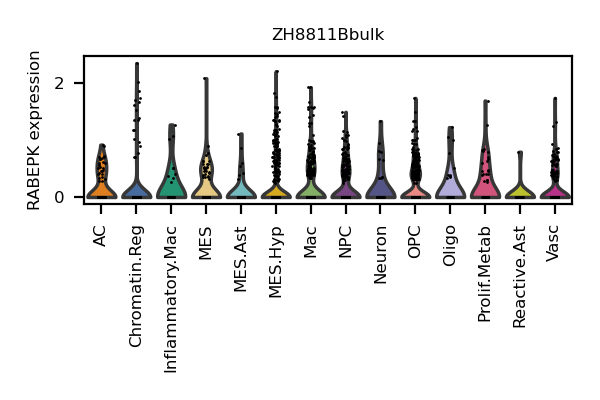 ZH8811Bbulk
RABEPK expression
2
0
AC
Chromatin.Reg
Inflammatory.Mac
MES
MES.Ast
MES.Hyp
Mac
NPC
Neuron
OPC
Oligo
Prolif.Metab
Reactive.Ast
Vasc